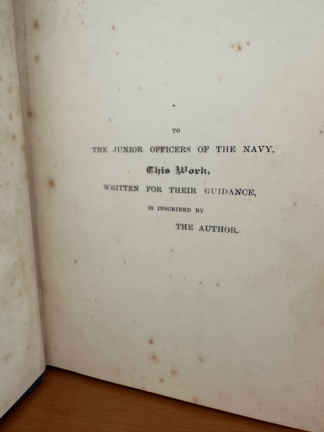 TO
THE JUNIOR OFFICERS OF THE NAVY,
This Work,
WRITTEN FOR THEIR GUIDANCE,
IS INSCRIBED BY
THE AUTHOR.